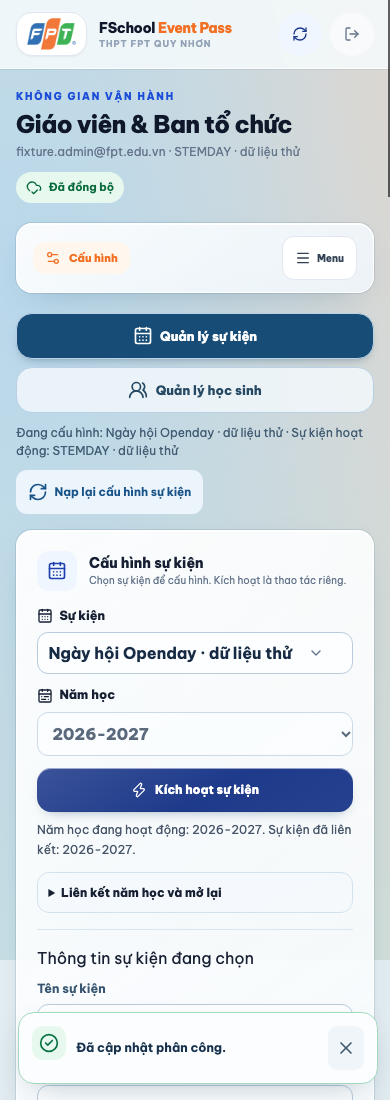 FPT
FSchool Event Pass
THPT FPT QUY NHƠN
KHÔNG GIAN VẬN HÀNH
Giáo viên & Ban tổ chức
fixture.admin@fpt.edu.vn · STEMDAY · dữ liệu thử
Đã đồng bộ
Cấu hình
Menu
Quản lý sự kiện
Quản lý học sinh
Đang cấu hình: Ngày hội Openday · dữ liệu thử · Sự kiện hoạt
động: STEMDAY · dữ liệu thử
Nạp lại cấu hình sự kiện
Cấu hình sự kiện
Chọn sự kiện để cấu hình. Kích hoạt là thao tác riêng.
Sự kiện
Ngày hội Openday · dữ liệu thử
Năm học
2026-2027
Kích hoạt sự kiện
Năm học đang hoạt động: 2026-2027. Sự kiện đã liên
kết: 2026-2027.
Liên kết năm học và mở lại
Thông tin sự kiện đang chọn
Tên sự kiện
Đã cập nhật phân công.